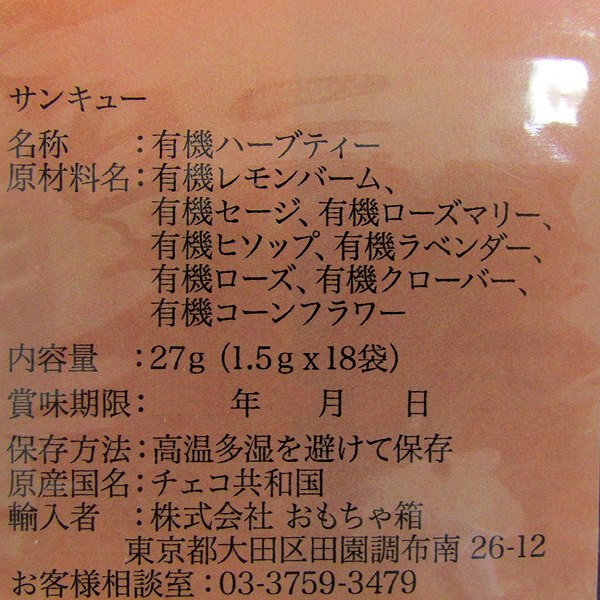 サンキュー
名称　　：有機ハーブティー
原材料名：有機レモンバーム、
有機セージ、有機ローズマリー、
有機ヒソップ、有機ラベンダー、
有機ローズ、有機クローバー、
有機コーンフラワー
内容量　：27g（1.5g x 18袋）
賞味期限：　　年　　月　　日
保存方法：高温多湿を避けて保存
原産国名：チェコ共和国
輸入者　：株式会社 おもちゃ箱
東京都大田区田園調布南 26-12
お客様相談室：03-3759-3479